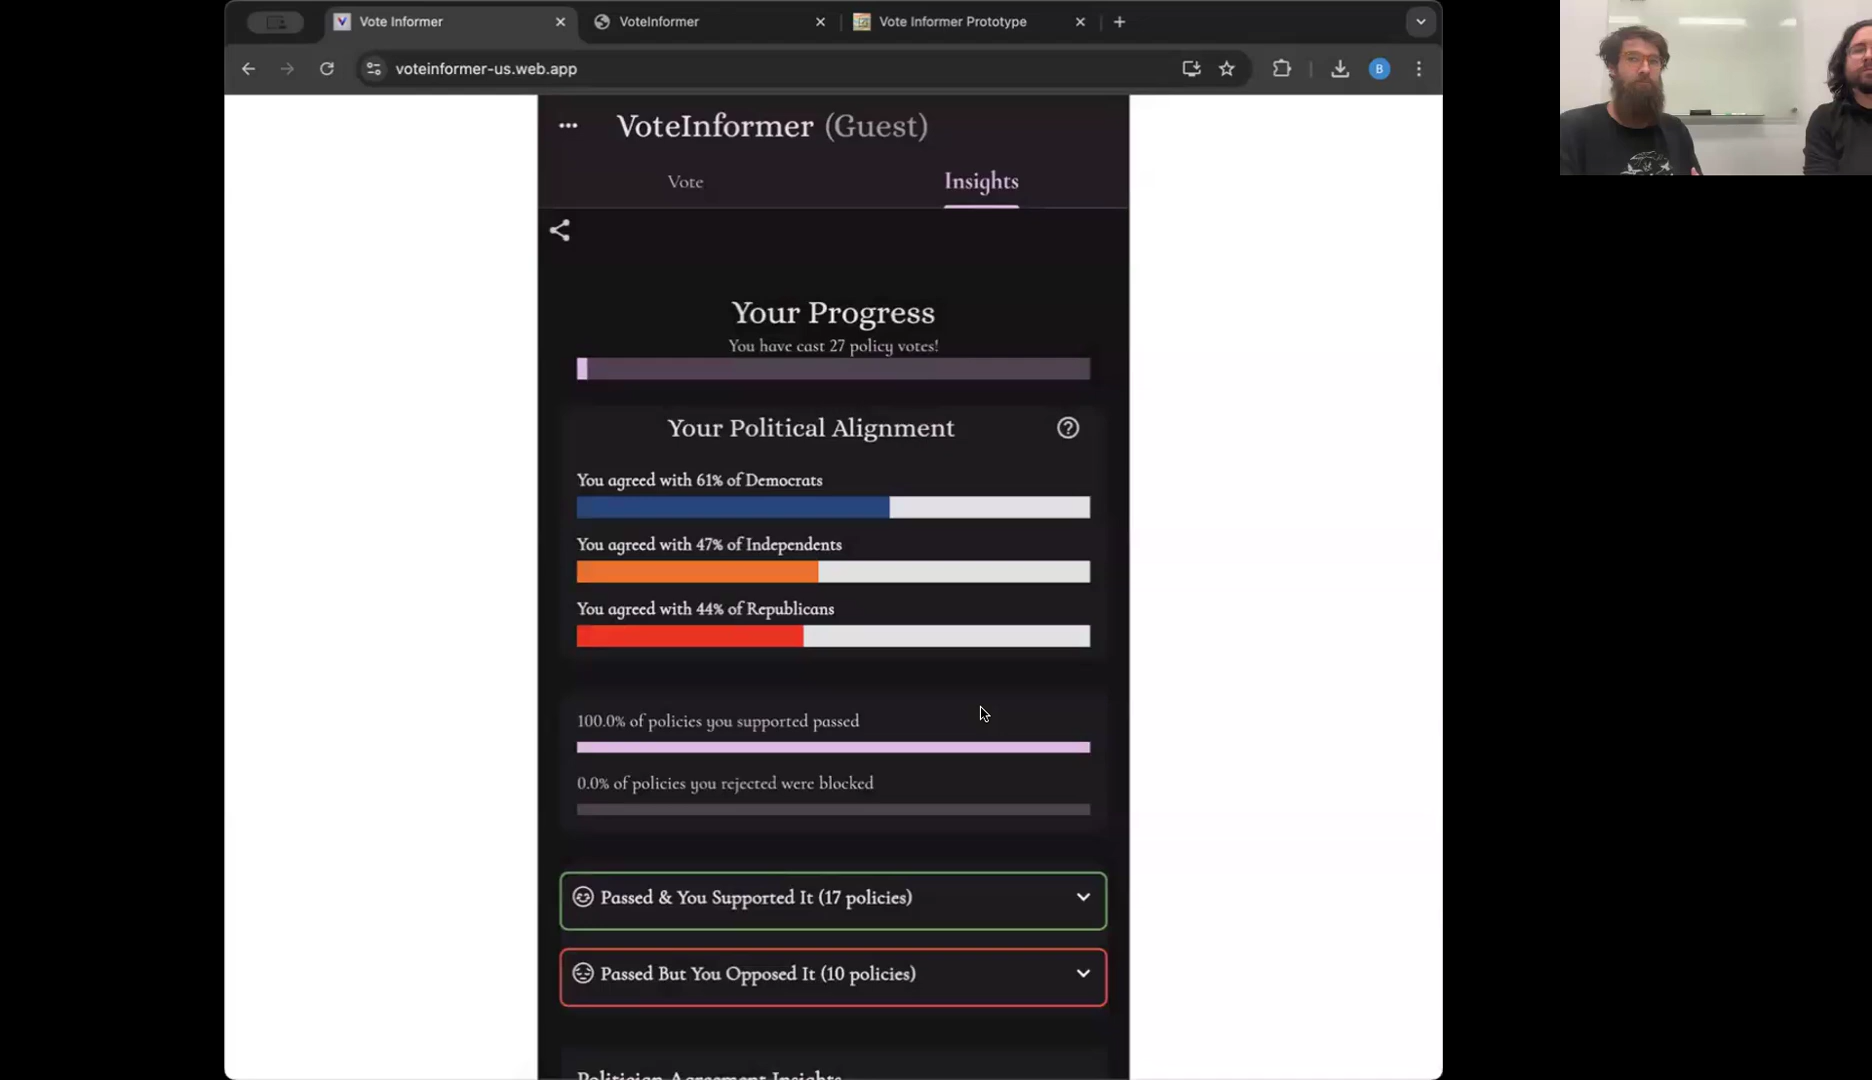 Vote Informer
VoteInformer
Vote Informer Prototype
voteinformer-us.web.app
B
VoteInformer (Guest)
Vote
Insights
Your Progress
You have cast 27 policy votes!
Your Political Alignment
You agreed with 61% of Democrats
You agreed with 47% of Independents
You agreed with 44% of Republicans
100.0% of policies you supported passed
0.0% of policies you rejected were blocked
Passed & You Supported It (17 policies)
Passed But You Opposed It (10 policies)
Politician Agreement Insights